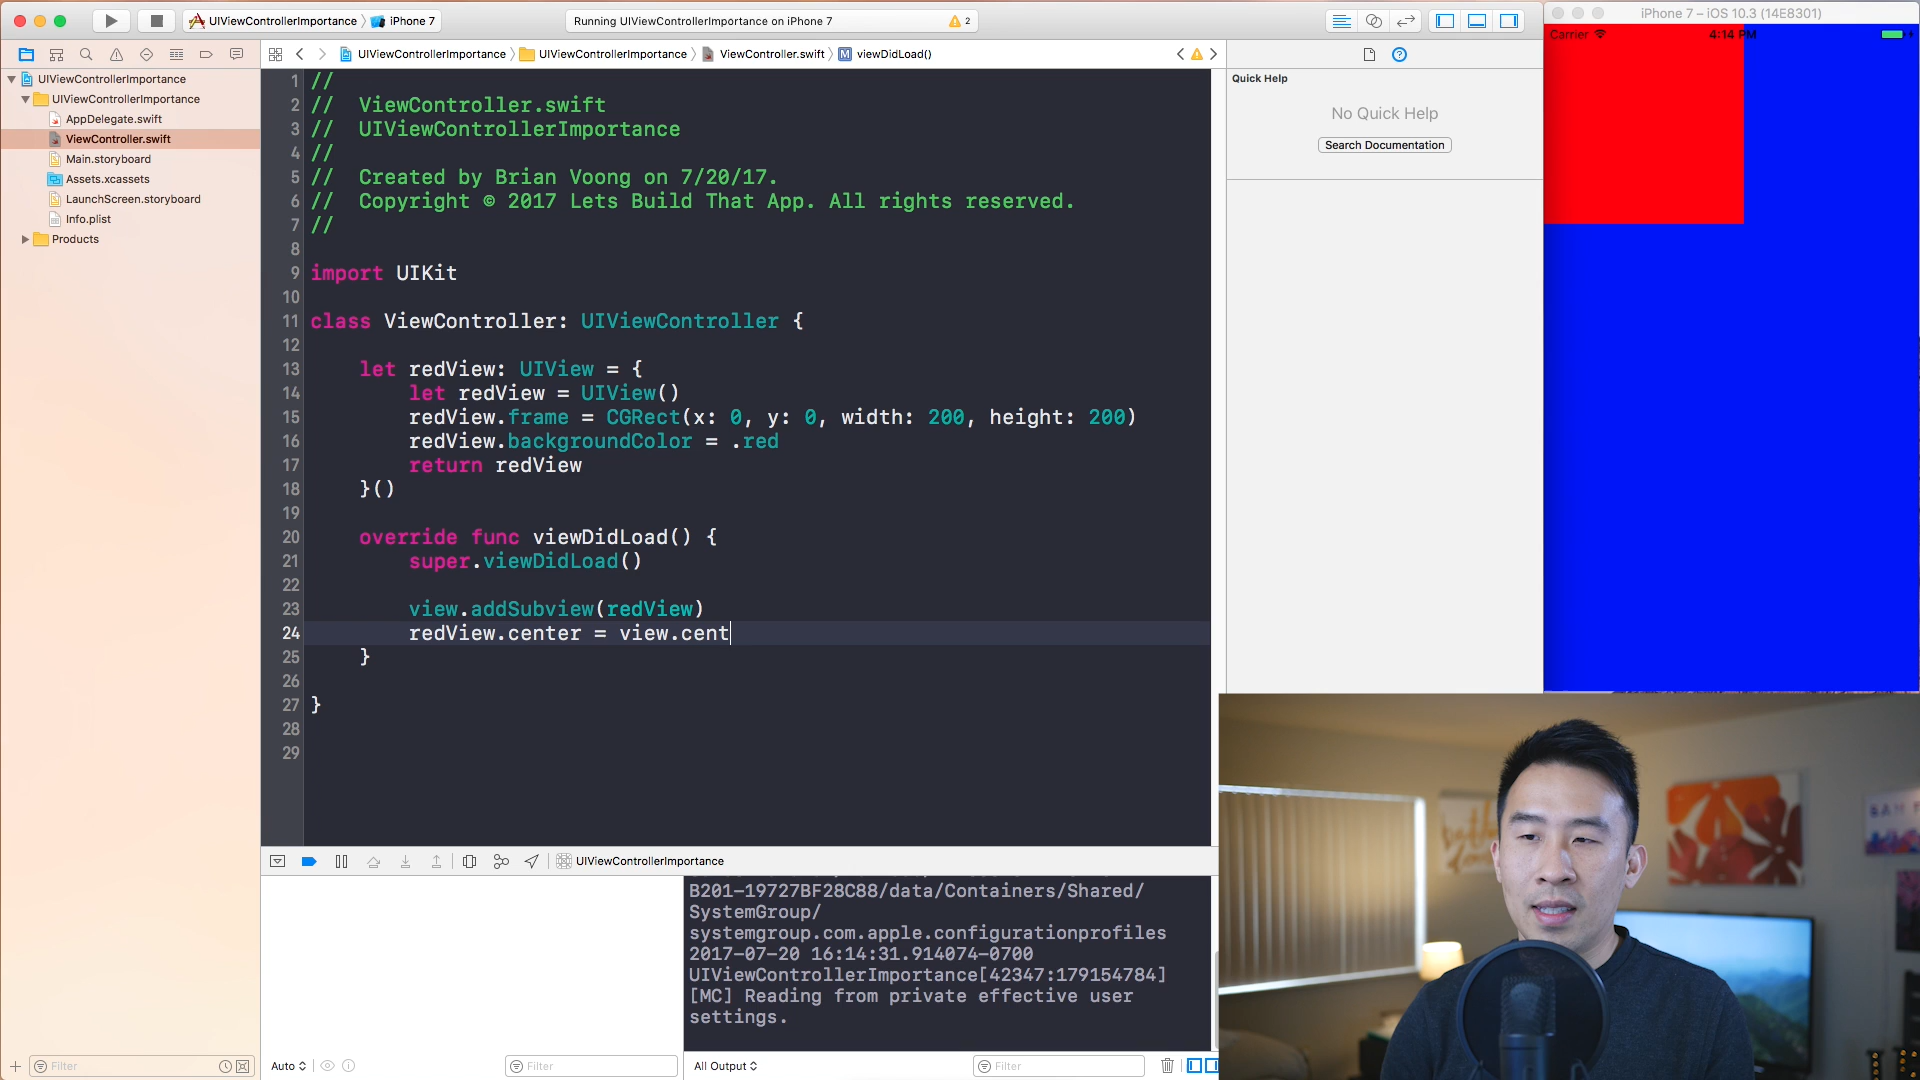 UIViewControllerImportance
iPhone 7
Running UIViewControllerImportance on iPhone 7
2
iPhone 7 – iOS 10.3 (14E8301)
Carrier
4:14 PM
UIViewControllerImportance
UIViewControllerImportance
ViewController.swift
viewDidLoad()
UIViewControllerImportance
UIViewControllerImportance
AppDelegate.swift
ViewController.swift
Main.storyboard
Assets.xcassets
LaunchScreen.storyboard
Info.plist
Products
1 //
2 //  ViewController.swift
3 //  UIViewControllerImportance
4 //
5 //  Created by Brian Voong on 7/20/17.
6 //  Copyright © 2017 Lets Build That App. All rights reserved.
7 //
8
9 import UIKit
10
11 class ViewController: UIViewController {
12
13     let redView: UIView = {
14         let redView = UIView()
15         redView.frame = CGRect(x: 0, y: 0, width: 200, height: 200)
16         redView.backgroundColor = .red
17         return redView
18     }()
19
20     override func viewDidLoad() {
21         super.viewDidLoad()
22
23         view.addSubview(redView)
24         redView.center = view.cent
25     }
26
27 }
28
29
Quick Help
No Quick Help
Search Documentation
UIViewControllerImportance
B201-19727BF28C88/data/Containers/Shared/
SystemGroup/
systemgroup.com.apple.configurationprofiles
2017-07-20 16:14:31.914074-0700
UIViewControllerImportance[42347:179154784]
[MC] Reading from private effective user
settings.
Filter
Auto
Filter
All Output
Filter